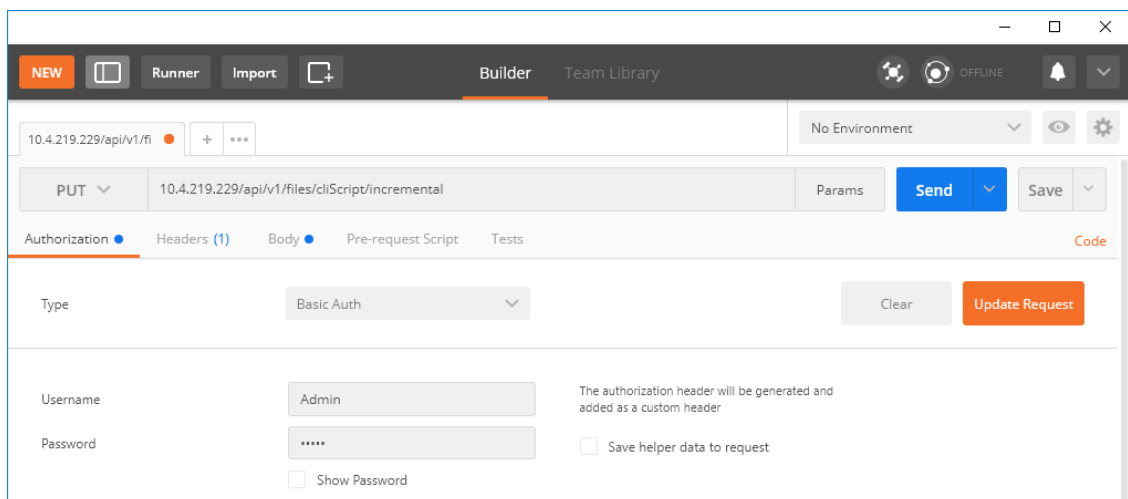 NEW Runner Import Builder Team Library OFFLINE
10.4.219.229/api/v1/fi + ••• No Environment
PUT 10.4.219.229/api/v1/files/cliScript/incremental Params Send Save
Authorization Headers (1) Body Pre-request Script Tests Code
Type Basic Auth Clear Update Request
Username Admin The authorization header will be generated and
added as a custom header
Password ••••• Save helper data to request
Show Password